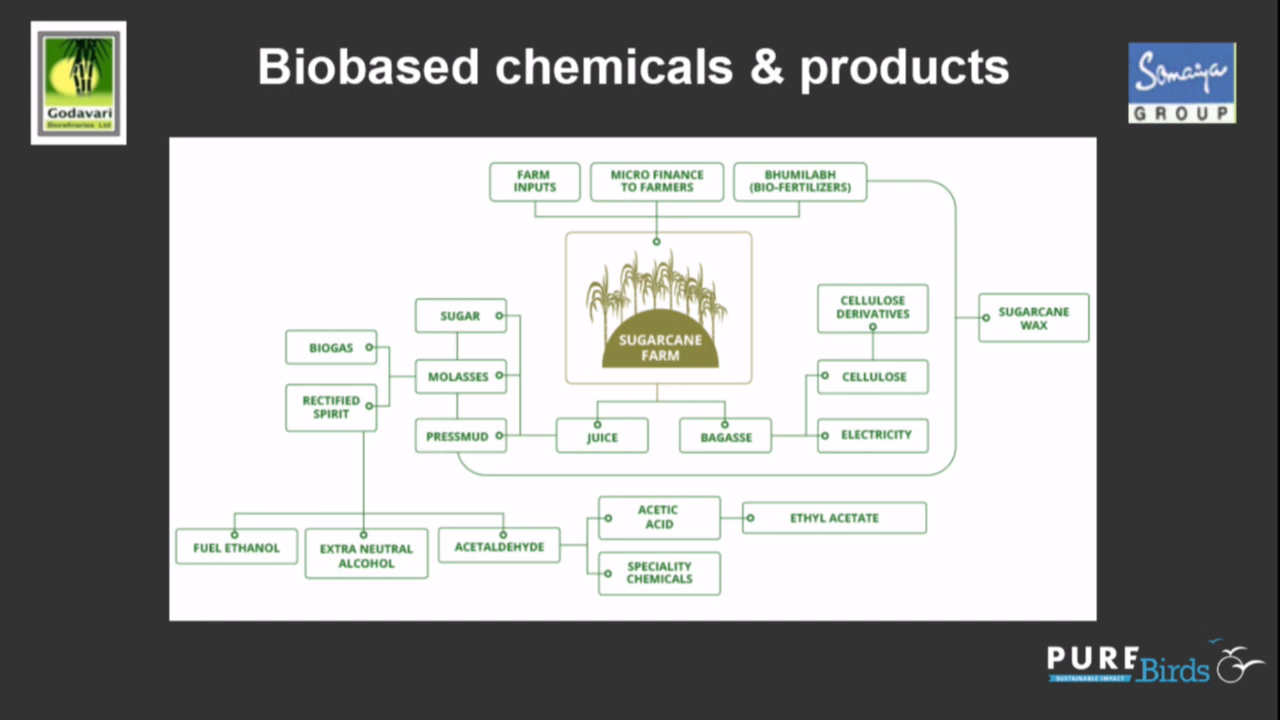 Godavari
Biorefineries Ltd
Biobased chemicals & products
Somaiya
GROUP
FARM
INPUTS
MICRO FINANCE
TO FARMERS
BHUMILABH
(BIO-FERTILIZERS)
SUGARCANE
FARM
SUGAR
MOLASSES
PRESSMUD
BIOGAS
RECTIFIED
SPIRIT
JUICE
BAGASSE
CELLULOSE
DERIVATIVES
CELLULOSE
ELECTRICITY
SUGARCANE
WAX
FUEL ETHANOL
EXTRA NEUTRAL
ALCOHOL
ACETALDEHYDE
ACETIC
ACID
ETHYL ACETATE
SPECIALITY
CHEMICALS
PURE
SUSTAINABLE IMPACT
Birds